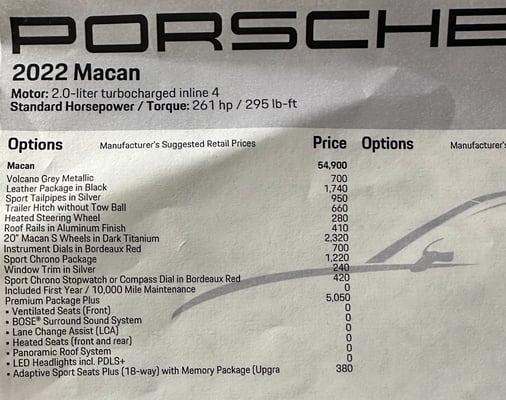 PORSCHE
2022 Macan
Motor: 2.0-liter turbocharged inline 4
Standard Horsepower / Torque: 261 hp / 295 lb-ft
Options Manufacturer's Suggested Retail Prices Price Options Manufacturer's
Macan 54,900
Volcano Grey Metallic 700
Leather Package in Black 1,740
Sport Tailpipes in Silver 950
Trailer Hitch without Tow Ball 660
Heated Steering Wheel 280
Roof Rails in Aluminum Finish 410
20" Macan S Wheels in Dark Titanium 2,320
Instrument Dials in Bordeaux Red 700
Sport Chrono Package 1,220
Window Trim in Silver 240
Sport Chrono Stopwatch or Compass Dial in Bordeaux Red 420
Included First Year / 10,000 Mile Maintenance 0
Premium Package Plus 5,050
• Ventilated Seats (Front) 0
• BOSE® Surround Sound System 0
• Lane Change Assist (LCA) 0
• Heated Seats (front and rear) 0
• Panoramic Roof System 0
• LED Headlights incl. PDLS+ 0
• Adaptive Sport Seats Plus (18-way) with Memory Package (Upgra 380